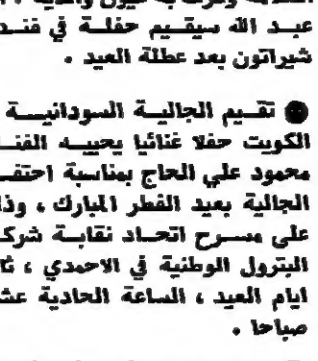 عبد الله سيقيم حفلة في فند
شيراتون بعد عطلة العيد .
● تقيم الجالية السودانية
الكويت حفلا غنائيا يحييه الفنـ
محمود علي الحاج بمناسبة احتفـ
الجالية بعيد الفطر المبارك ، وذ
على مسرح اتحاد نقابة شركـ
البترول الوطنية في الاحمدي ، ثا
ايام العيد ، الساعة الحادية عشـ
صباحا .